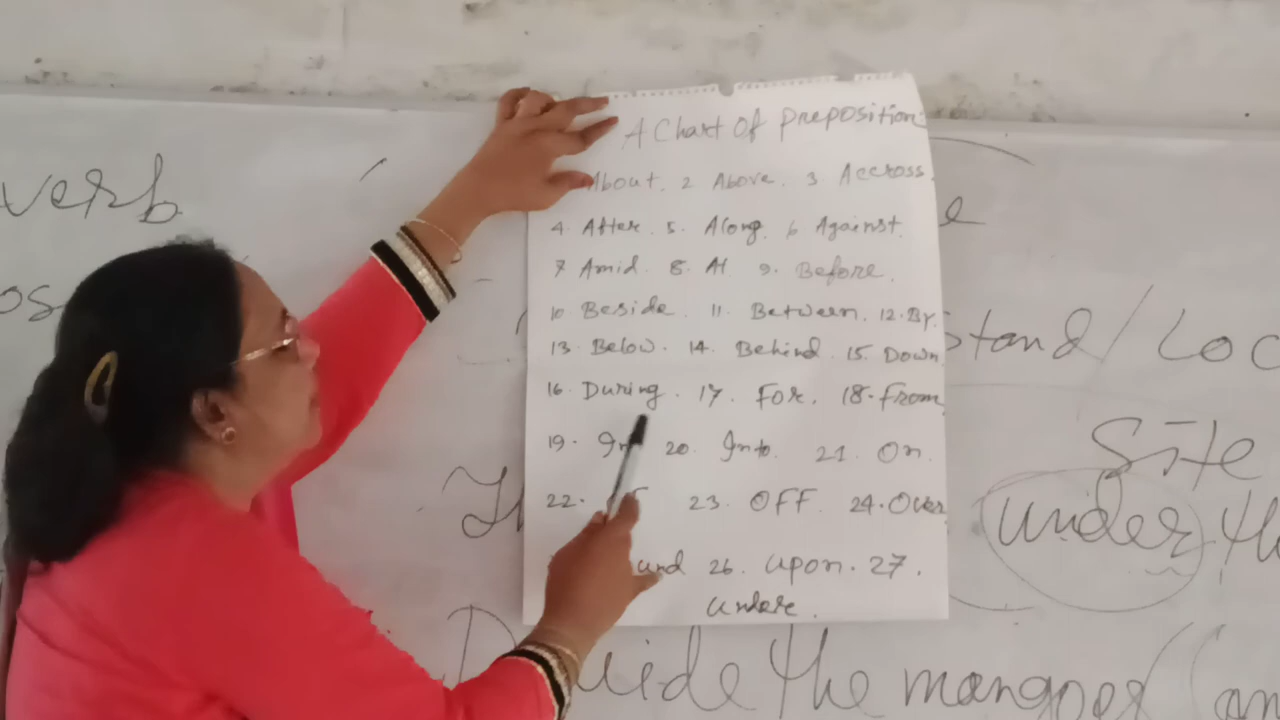 A Chart Of Preposition
About. 2 Above. 3 Accross.
4. After. 5. Along. 6 Against.
7 Amid. 8. At. 9. Before.
10 Beside. 11. Between. 12. By.
13. Below. 14. Behind. 15. Down
16. During. 17. For. 18. From
19. In 20. Into. 21. On.
22. 23. OFF. 24. Over
26. upon. 27.
undere.
verb
stand/Loc
Site
under the
the mangoes